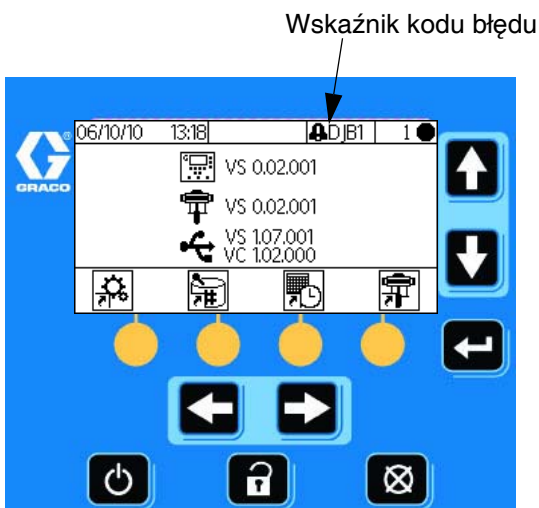 Wskaźnik kodu błędu
06/10/10 13:18 DJB1 1
GRACO
VS 0.02.001
VS 0.02.001
VS 1.07.001
VC 1.02.000
#